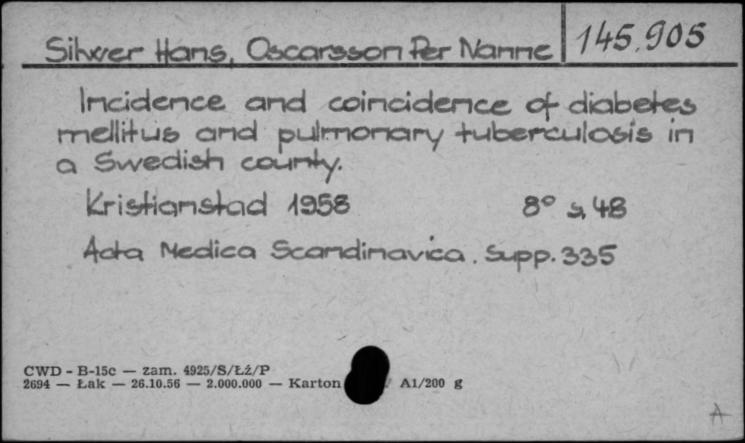 Silwer Hans, Oscarsson Per Nanne
145.905
Incidence and coincidence of diabetes
mellitus and pulmonary tuberculosis in
a Swedish county.
Kristianstad 1958 8° s, 48
Acta Medica Scandinavica. Supp. 335
CWD - B-15c — zam. 4925/S/Łź/P
2694 — Łak — 26.10.56 — 2.000.000 — Karton A1/200 g
A